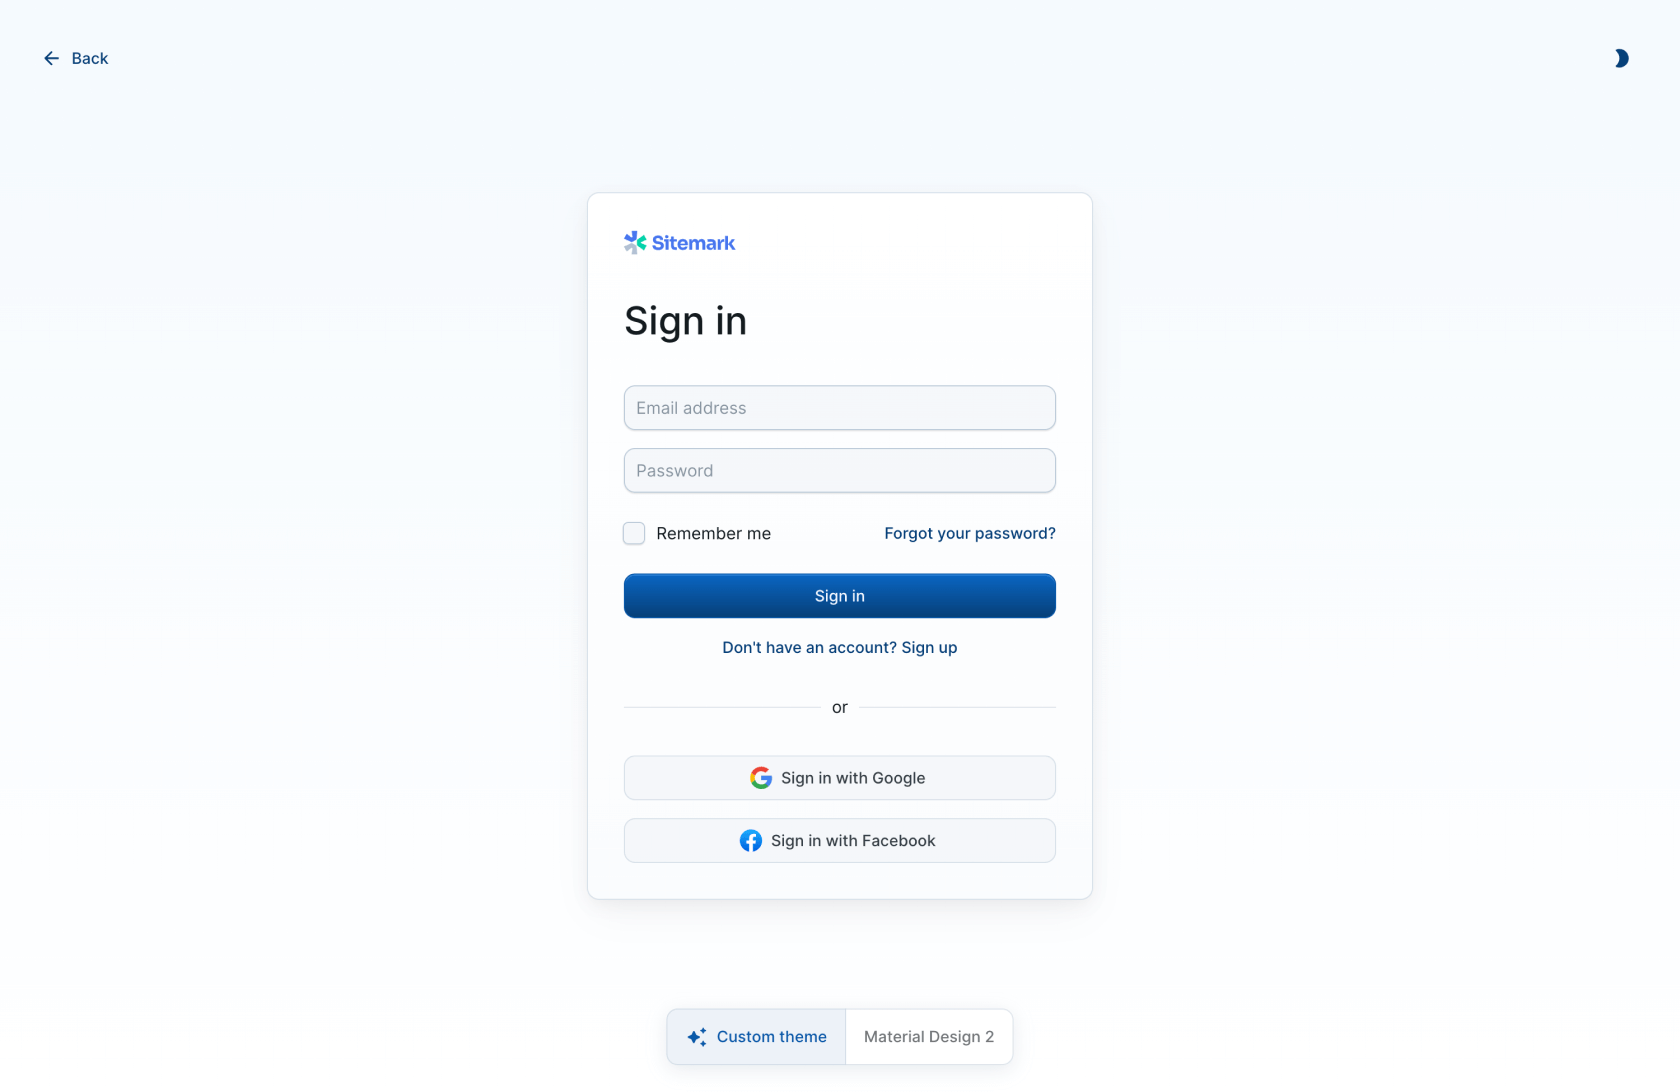 Back
Sitemark
Sign in
Email address
Password
Remember me
Forgot your password?
Sign in
Don't have an account? Sign up
or
Sign in with Google
Sign in with Facebook
Custom theme
Material Design 2